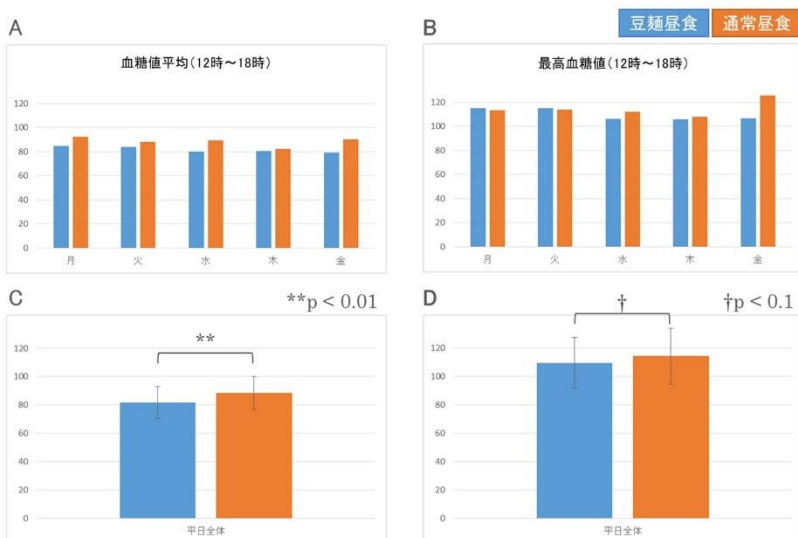 A
B
豆麺昼食 通常昼食
血糖値平均(12時～18時)
120
100
80
60
40
20
0
月 火 水 木 金
最高血糖値(12時～18時)
120
100
80
60
40
20
0
月 火 水 木 金
C
**p < 0.01
**
120
100
80
60
40
20
0
平日全体
D
†p < 0.1
†
120
100
80
60
40
20
0
平日全体